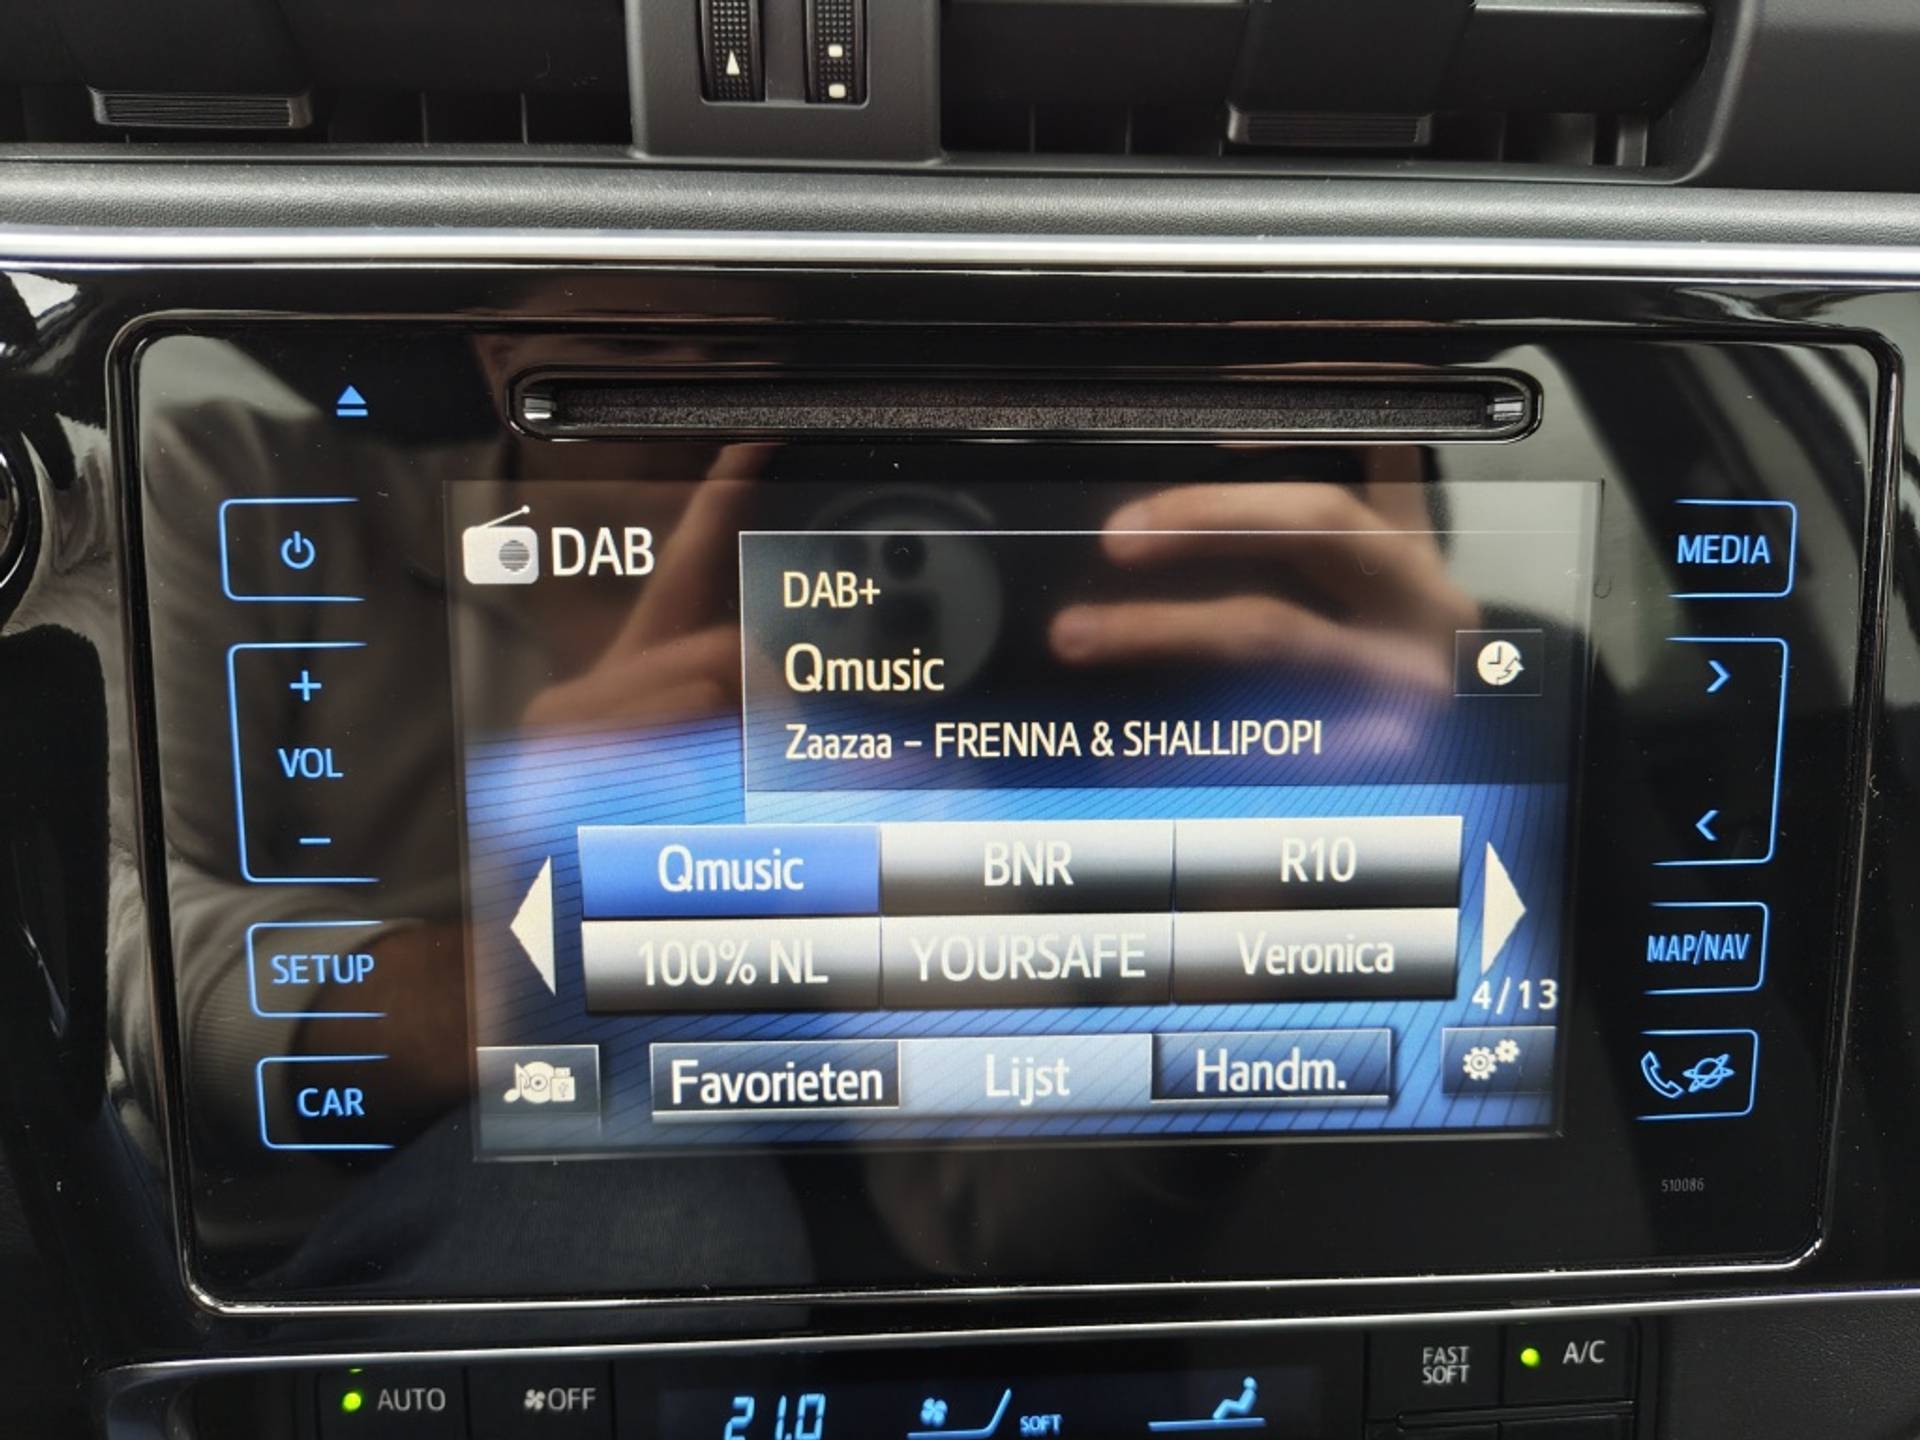 DAB
DAB+
Qmusic
Zaazaa - FRENNA & SHALLIPOPI
Qmusic BNR R10
100% NL YOURSAFE Veronica
4/13
Favorieten Lijst Handm.
VOL
SETUP
CAR
MEDIA
MAP/NAV
510086
AUTO OFF 21.0 SOFT
FAST
SOFT
A/C